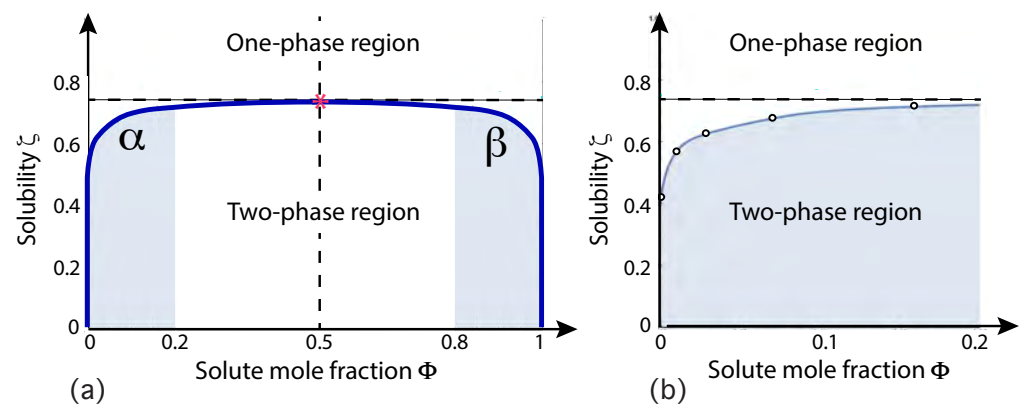 One-phase region
0.8
α
β
0.6
Solubility ζ
0.4
Two-phase region
0.2
0
0
0.2
0.5
0.8
1
Solute mole fraction Φ
(a)
One-phase region
0.8
0.6
Solubility ζ
0.4
Two-phase region
0.2
0
0
0.1
0.2
Solute mole fraction Φ
(b)